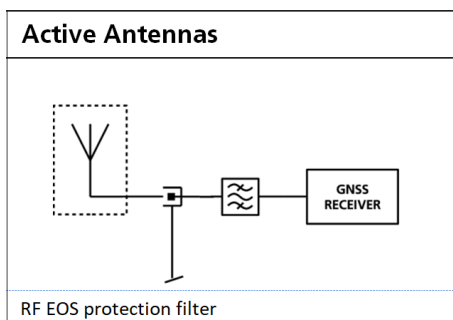 Active Antennas
GNSS
RECEIVER
RF EOS protection filter